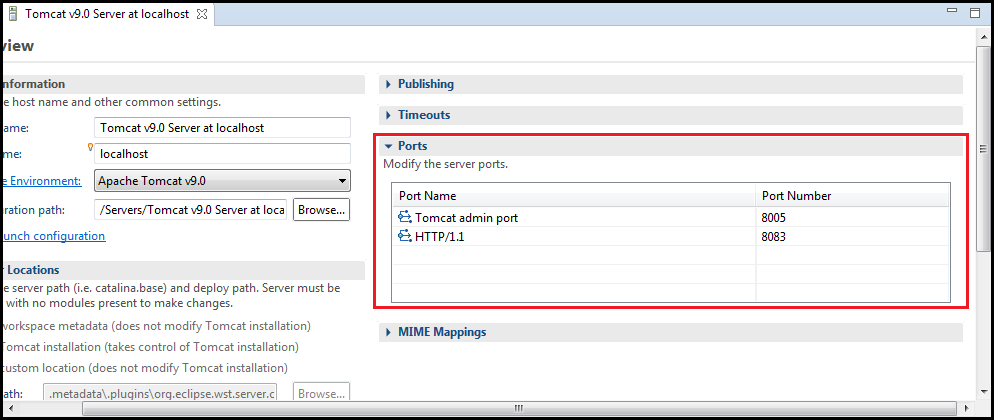 Tomcat v9.0 Server at localhost
view
Information
e host name and other common settings.
name: Tomcat v9.0 Server at localhost
me: localhost
e Environment: Apache Tomcat v9.0
uration path: /Servers/Tomcat v9.0 Server at loca Browse...
unch configuration
Locations
e server path (i.e. catalina.base) and deploy path. Server must be
with no modules present to make changes.
workspace metadata (does not modify Tomcat installation)
Tomcat installation (takes control of Tomcat installation)
custom location (does not modify Tomcat installation)
ath: .metadata\.plugins\org.eclipse.wst.server.c Browse...
Publishing
Timeouts
Ports
Modify the server ports.
Port Name Port Number
Tomcat admin port 8005
HTTP/1.1 8083
MIME Mappings